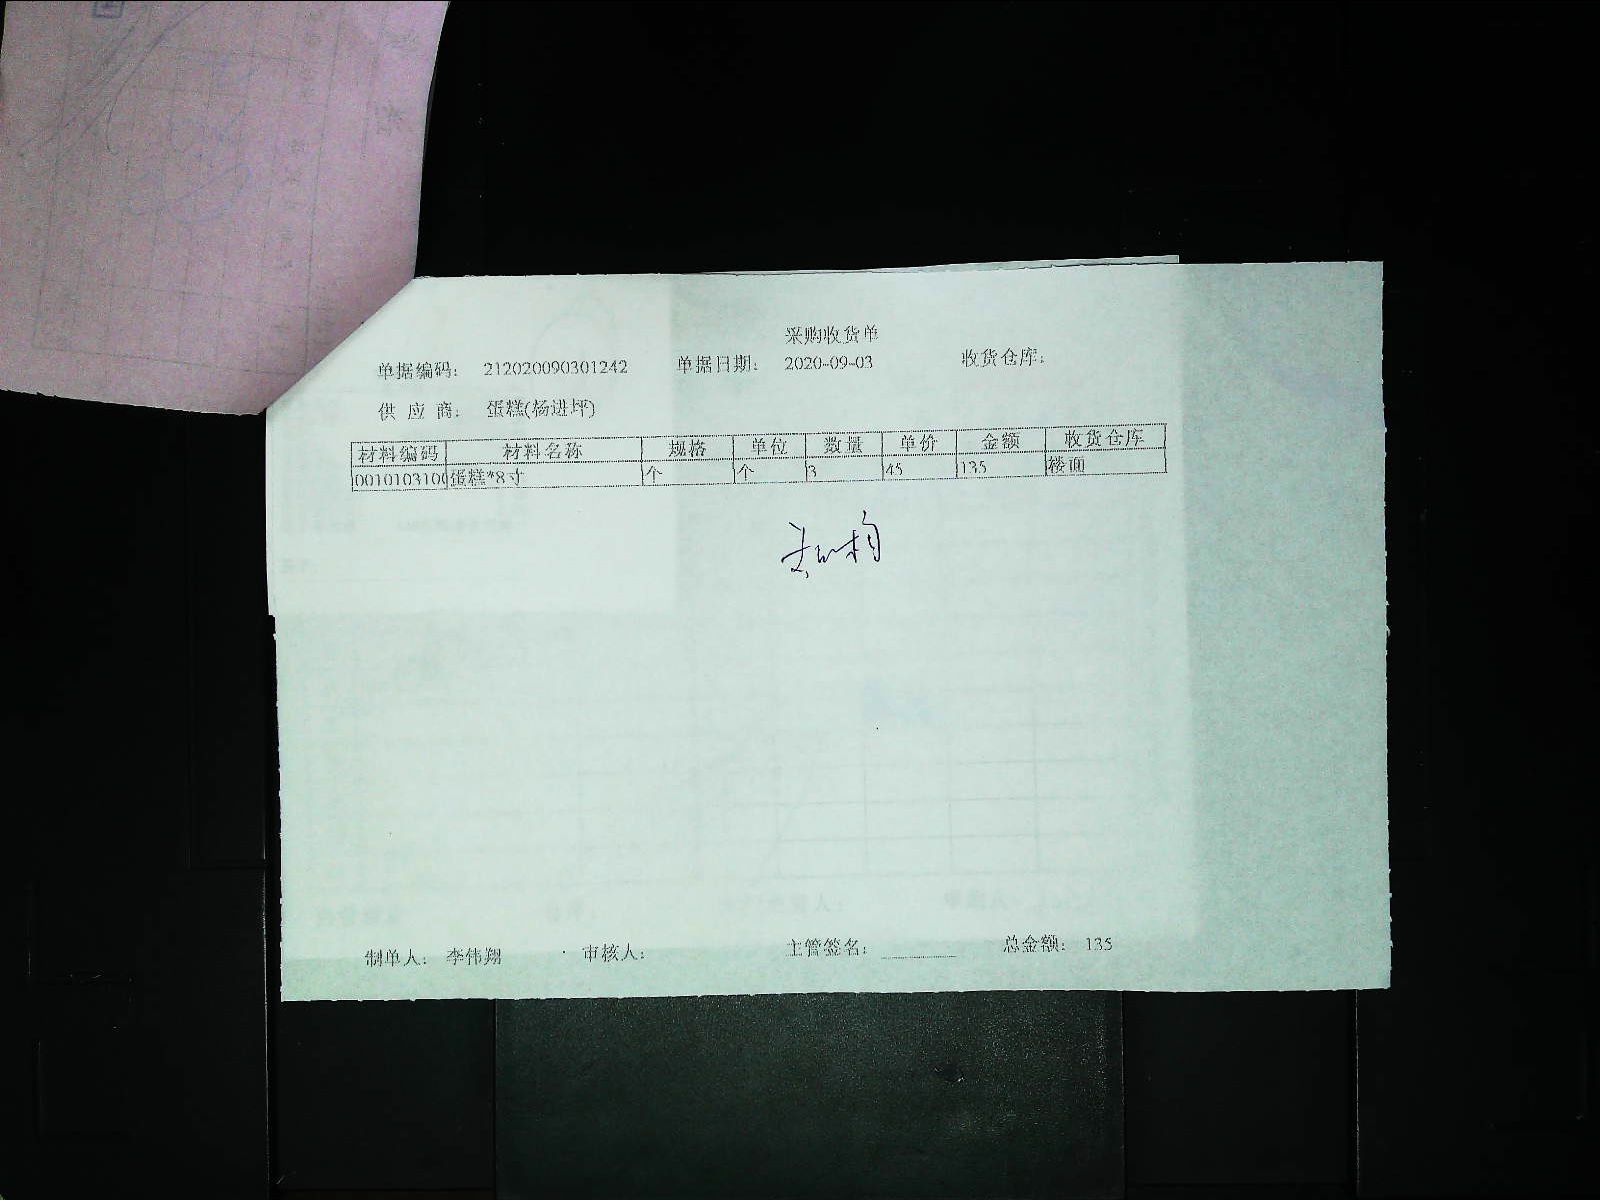 采购收货单
单据编码： 212020090301242 单据日期： 2020-09-03 收货仓库：
供 应 商： 蛋糕(杨进坪)
材料编码 材料名称 规格 单位 数量 单价 金额 收货仓库
0010103100 蛋糕*8寸 个 个 3 45 135 楼面
制单人： 李伟翔 审核人： 主管签名： 总金额： 135